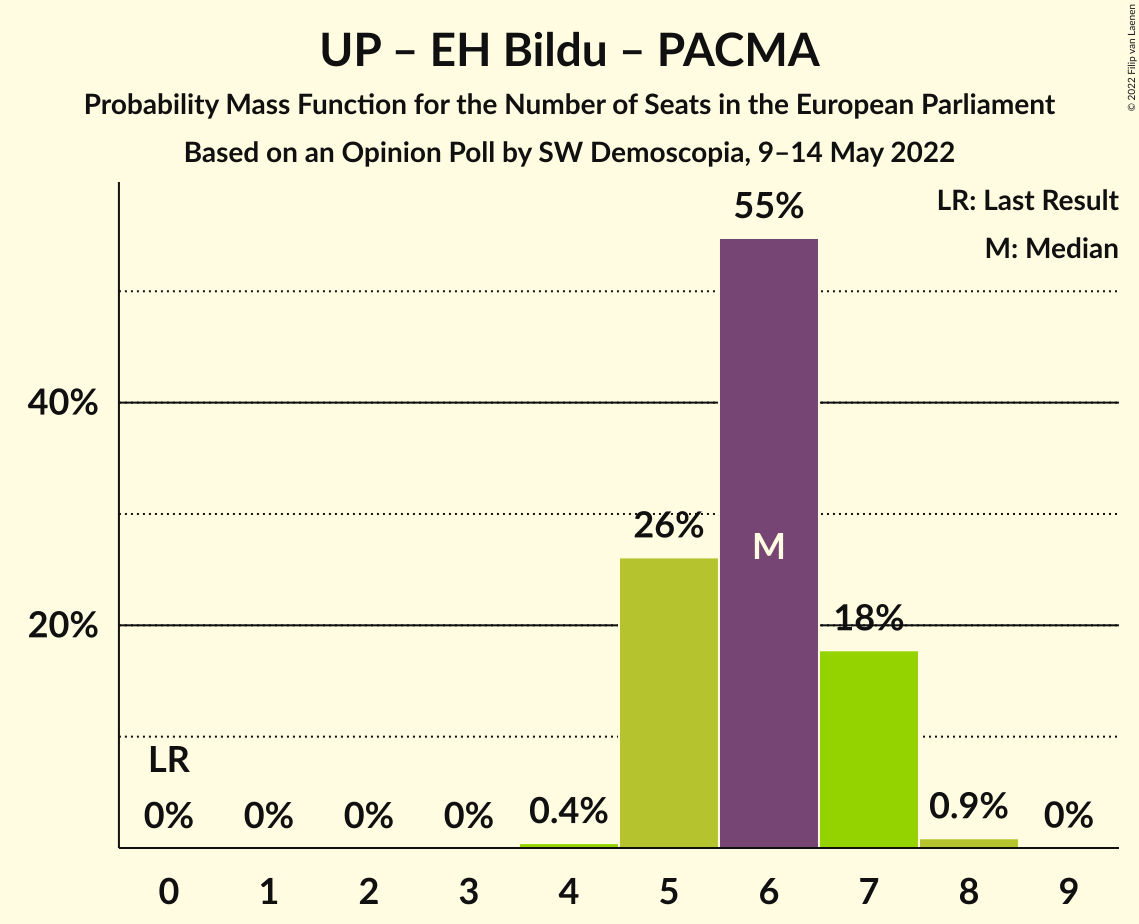 UP – EH Bildu – PACMA
Probability Mass Function for the Number of Seats in the European Parliament
Based on an Opinion Poll by SW Demoscopia, 9–14 May 2022
© 2022 Filip van Laenen
LR: Last Result
M: Median
55%
40%
26%
M
20%
18%
LR
0%
0%
0%
0%
0.4%
0.9%
0%
0 1 2 3 4 5 6 7 8 9